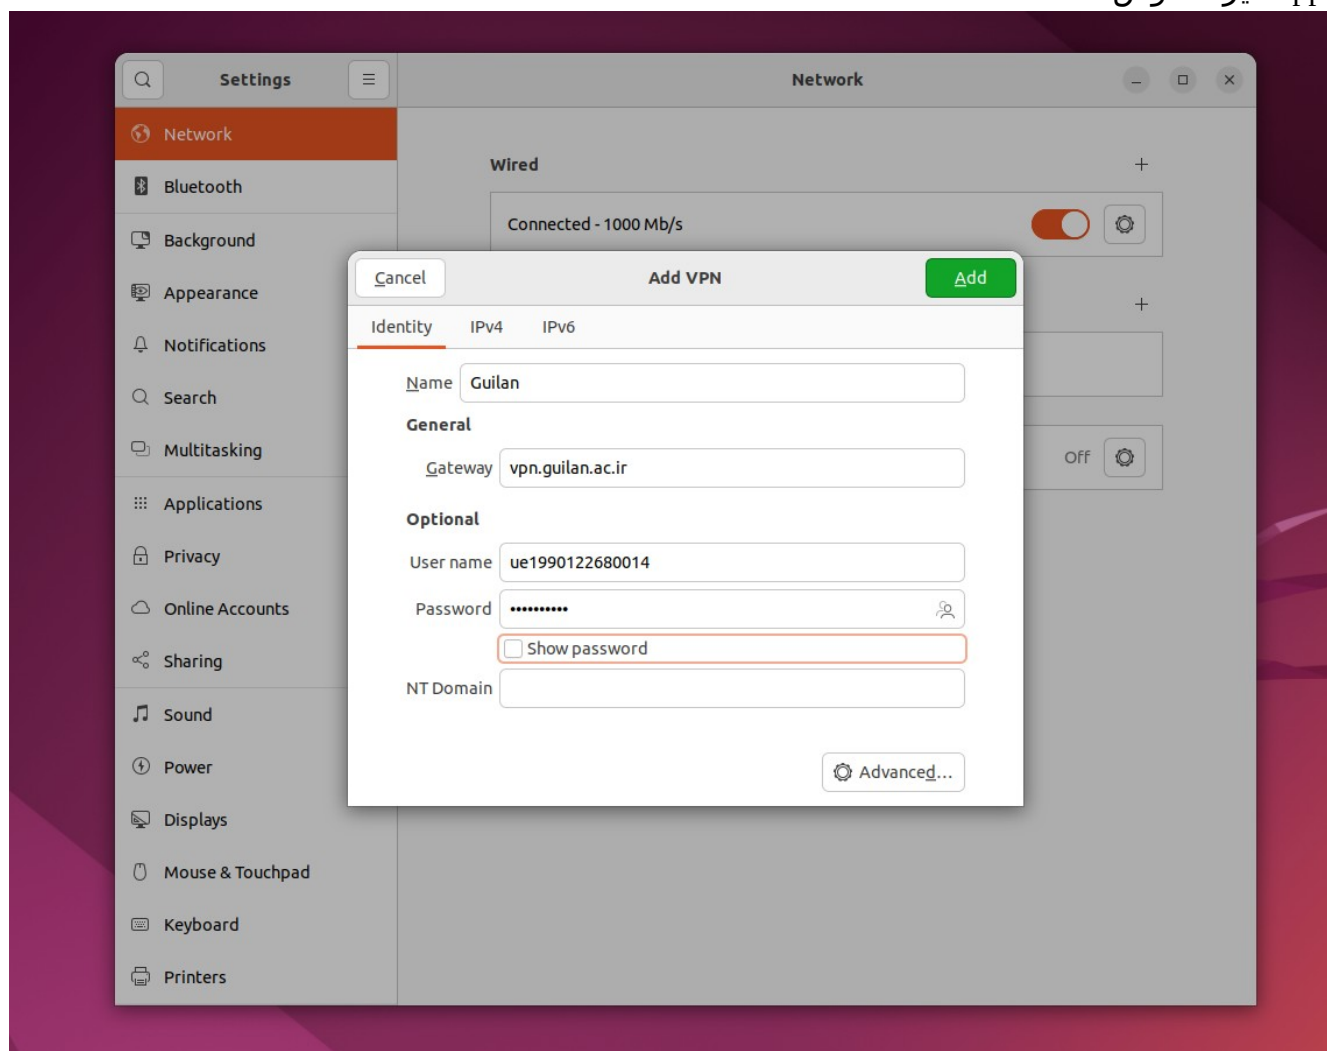 Settings
Network
Network
Bluetooth
Background
Appearance
Notifications
Search
Multitasking
Applications
Privacy
Online Accounts
Sharing
Sound
Power
Displays
Mouse & Touchpad
Keyboard
Printers
Wired
Connected - 1000 Mb/s
Off
Cancel
Add VPN
Add
Identity IPv4 IPv6
Name Guilan
General
Gateway vpn.guilan.ac.ir
Optional
User name ue1990122680014
Password ••••••••••
Show password
NT Domain
Advanced...